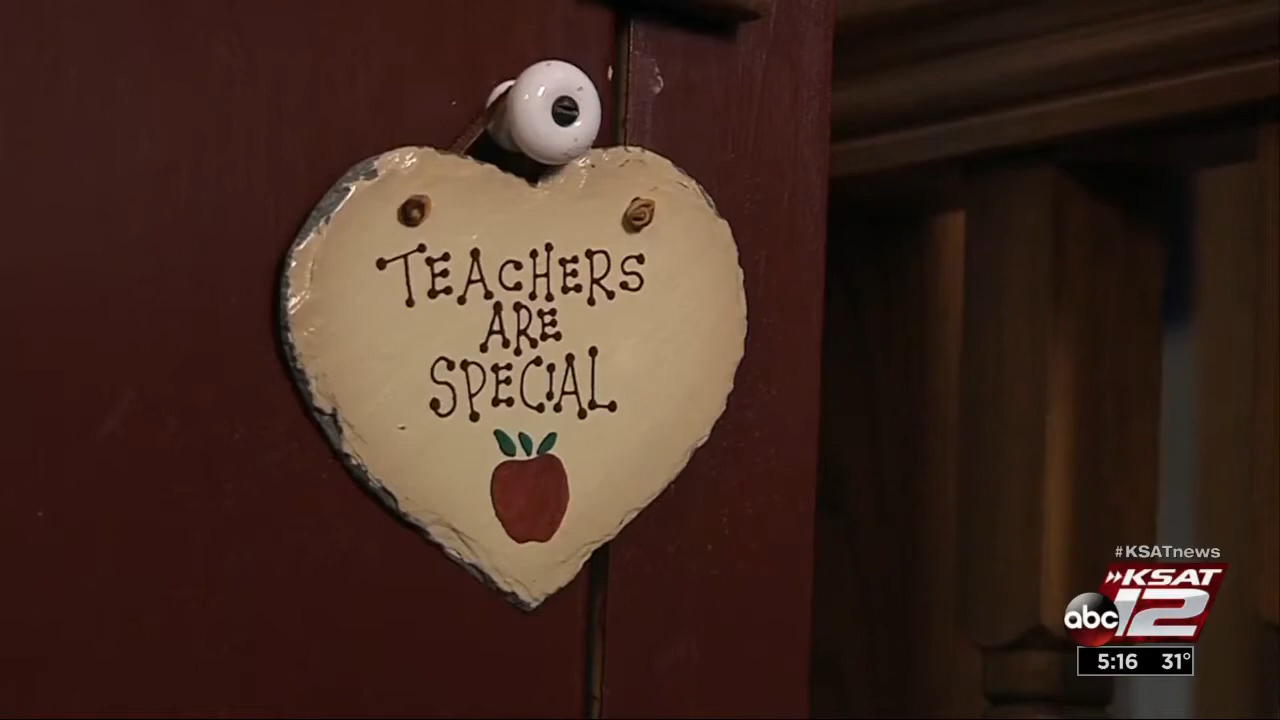 TEACHERS
ARE
SPECIAL
#KSATnews
KSAT
abc 12
5:16 31°